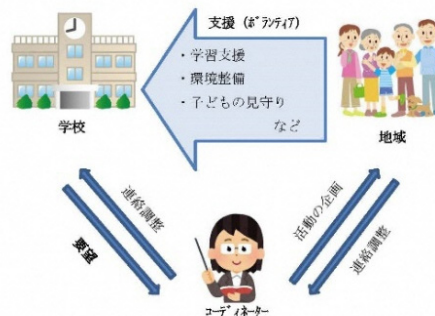 支援（ボランティア）
・学習支援
・環境整備
・子どもの見守り
など
学校
地域
連絡調整
要望
活動の企画
連絡調整
コーディネーター